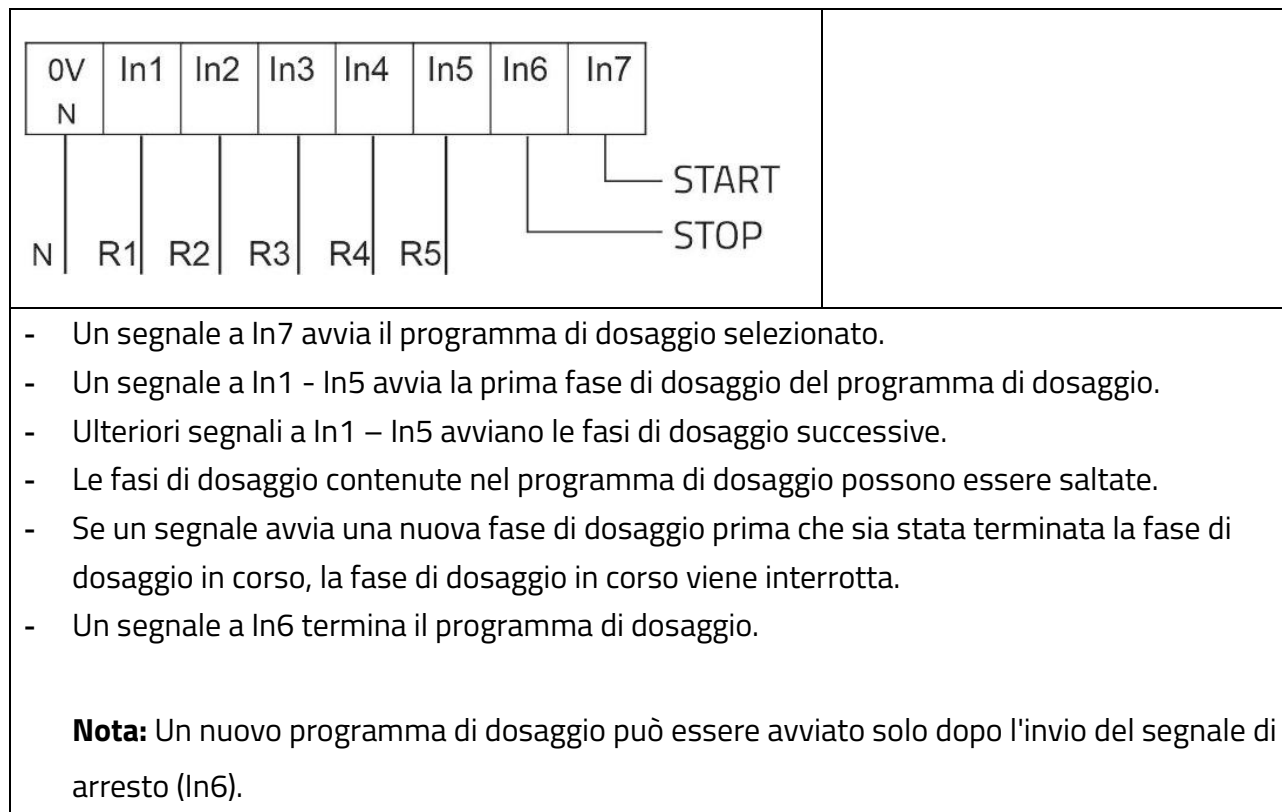 0V In1 In2 In3 In4 In5 In6 In7
N
START
STOP
N R1 R2 R3 R4 R5
- Un segnale a In7 avvia il programma di dosaggio selezionato.
- Un segnale a In1 - In5 avvia la prima fase di dosaggio del programma di dosaggio.
- Ulteriori segnali a In1 – In5 avviano le fasi di dosaggio successive.
- Le fasi di dosaggio contenute nel programma di dosaggio possono essere saltate.
- Se un segnale avvia una nuova fase di dosaggio prima che sia stata terminata la fase di
dosaggio in corso, la fase di dosaggio in corso viene interrotta.
- Un segnale a In6 termina il programma di dosaggio.
Nota: Un nuovo programma di dosaggio può essere avviato solo dopo l'invio del segnale di
arresto (In6).